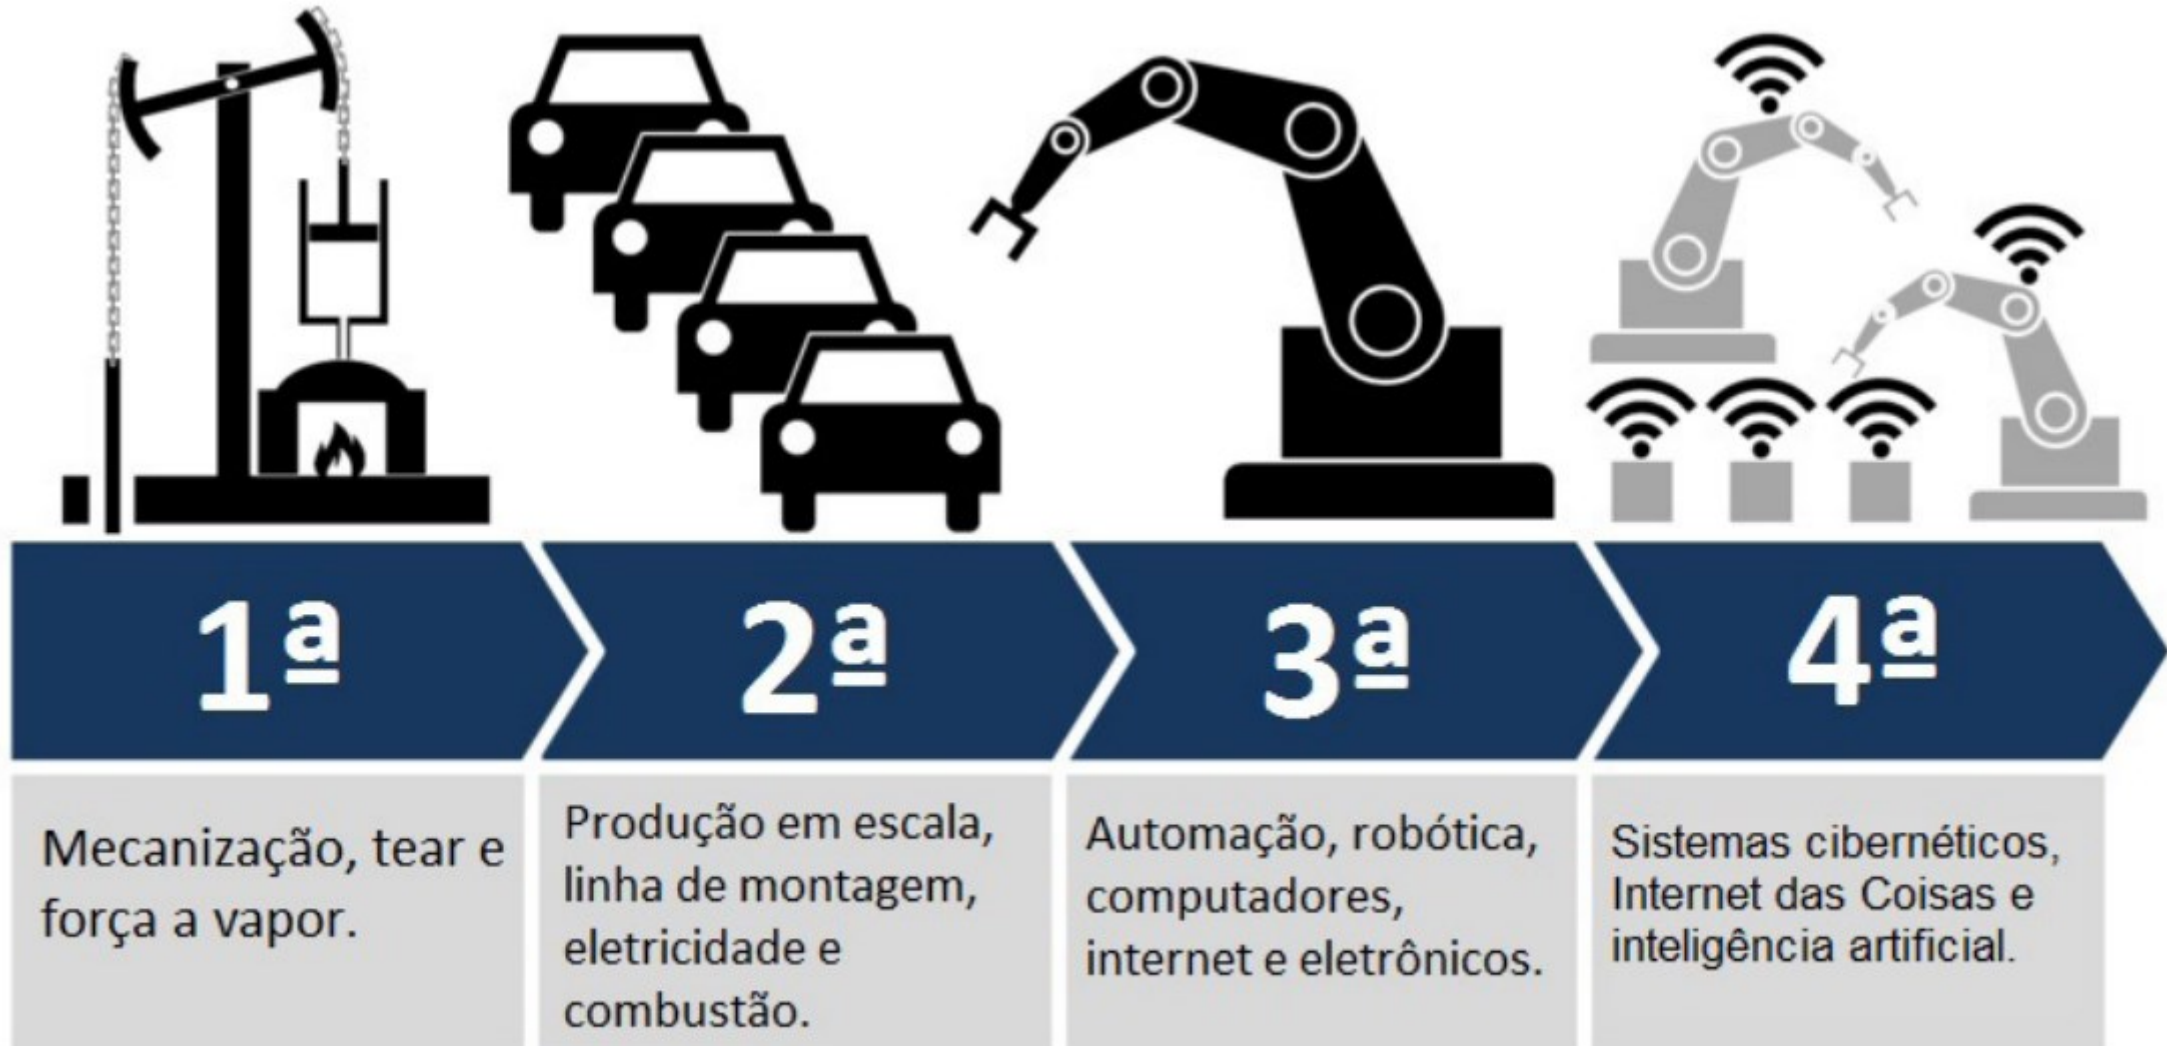 1ª
2ª
3ª
4ª
Mecanização, tear e
força a vapor.
Produção em escala,
linha de montagem,
eletricidade e
combustão.
Automação, robótica,
computadores,
internet e eletrônicos.
Sistemas cibernéticos,
Internet das Coisas e
inteligência artificial.